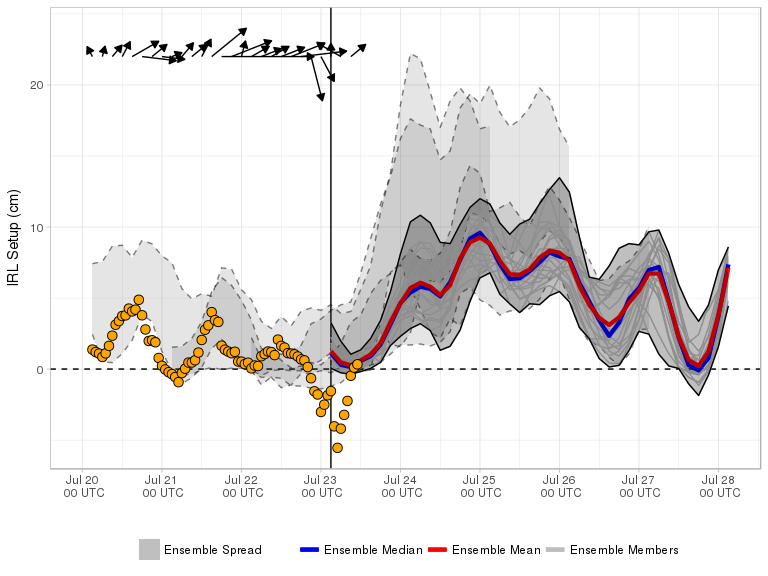 20
10
0
IRL Setup (cm)
Jul 20 Jul 21 Jul 22 Jul 23 Jul 24 Jul 25 Jul 26 Jul 27 Jul 28
00 UTC 00 UTC 00 UTC 00 UTC 00 UTC 00 UTC 00 UTC 00 UTC 00 UTC
Ensemble Spread Ensemble Median Ensemble Mean Ensemble Members